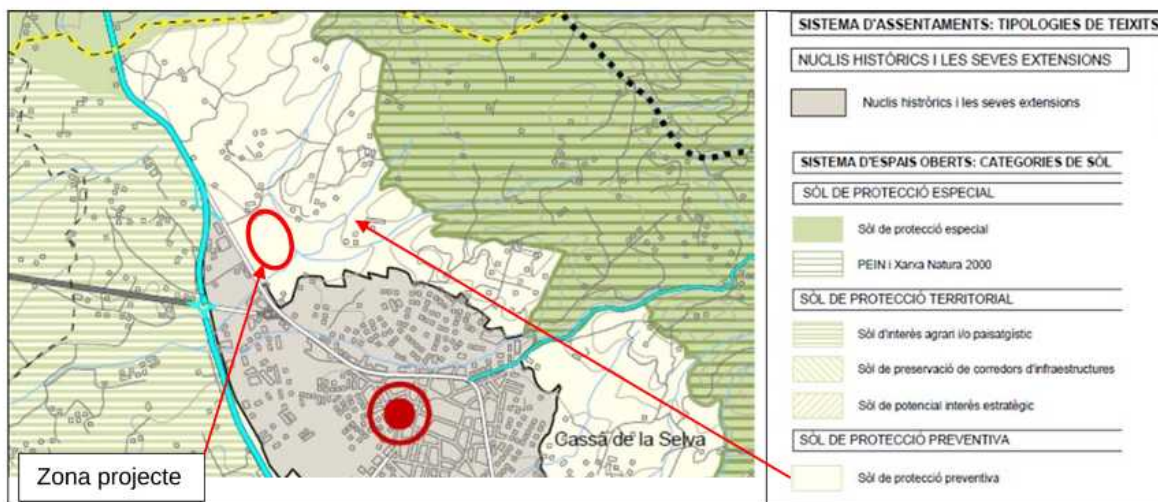 Zona projecte
Cassà de la Selva
SISTEMA D'ASSENTAMENTS: TIPOLOGIES DE TEIXITS
NUCLIS HISTÒRICS I LES SEVES EXTENSIONS
Nuclis histròrics i les seves extensions
SISTEMA D'ESPAIS OBERTS: CATEGORIES DE SÒL
SÒL DE PROTECCIÓ ESPECIAL
Sòl de protecció especial
PEIN i Xarxa Natura 2000
SÒL DE PROTECCIÓ TERRITORIAL
Sòl d'interès agrari i/o paisatgístic
Sòl de preservació de corredors d'infraestructures
Sòl de potencial interès estratègic
SÒL DE PROTECCIÓ PREVENTIVA
Sòl de protecció preventiva